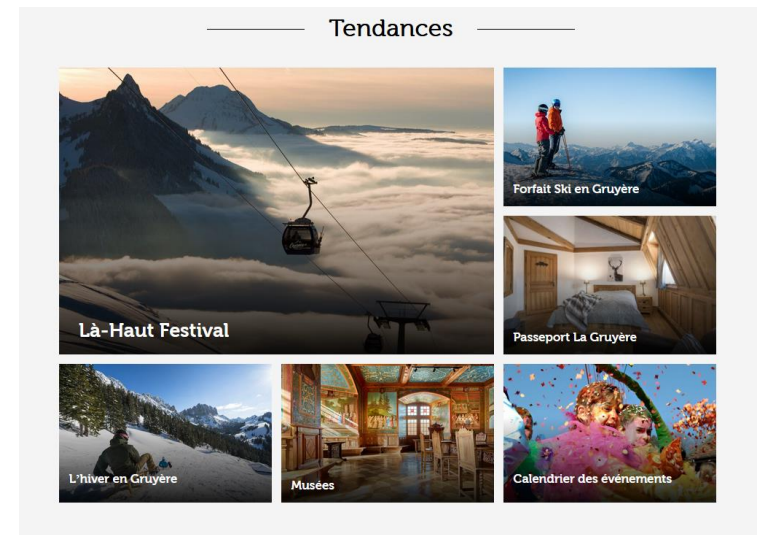 Tendances
Là-Haut Festival
Forfait Ski en Gruyère
Passeport La Gruyère
L'hiver en Gruyère
Musées
Calendrier des événements